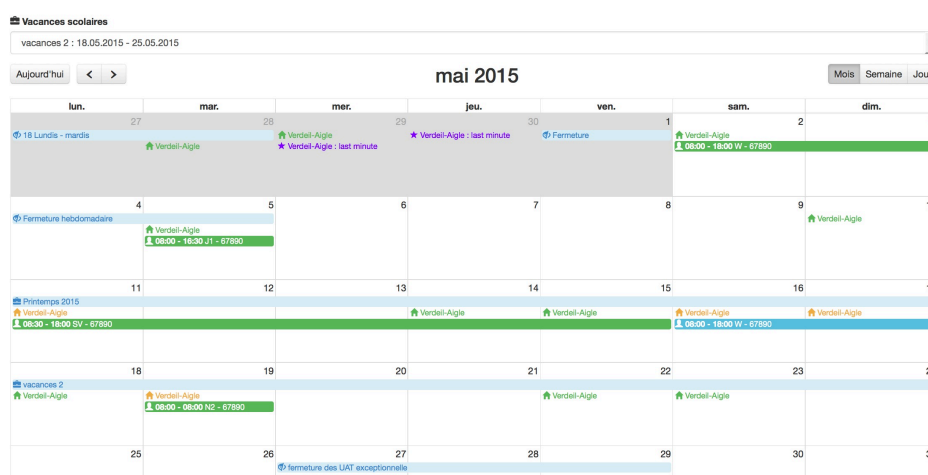 Vacances scolaires
vacances 2 : 18.05.2015 - 25.05.2015
Aujourd'hui
mai 2015
Mois Semaine Jou
lun. mar. mer. jeu. ven. sam. dim.
27 28 29 30 1 2
18 Lundis - mardis Verdeil-Aigle Verdeil-Aigle : last minute Fermeture Verdeil-Aigle
Verdeil-Aigle Verdeil-Aigle : last minute 08:00 - 18:00 W - 67890
4 5 6 7 8 9 1
Fermeture hebdomadaire Verdeil-Aigle
Verdeil-Aigle
08:00 - 16:30 J1 - 67890
11 12 13 14 15 16 1
Printemps 2015
Verdeil-Aigle Verdeil-Aigle Verdeil-Aigle Verdeil-Aigle Verdeil-Aigle
08:30 - 18:00 SV - 67890 08:00 - 18:00 W - 67890
18 19 20 21 22 23 2
vacances 2
Verdeil-Aigle Verdeil-Aigle Verdeil-Aigle Verdeil-Aigle
08:00 - 08:00 N2 - 67890
25 26 27 28 29 30 3
fermeture des UAT exceptionnelle